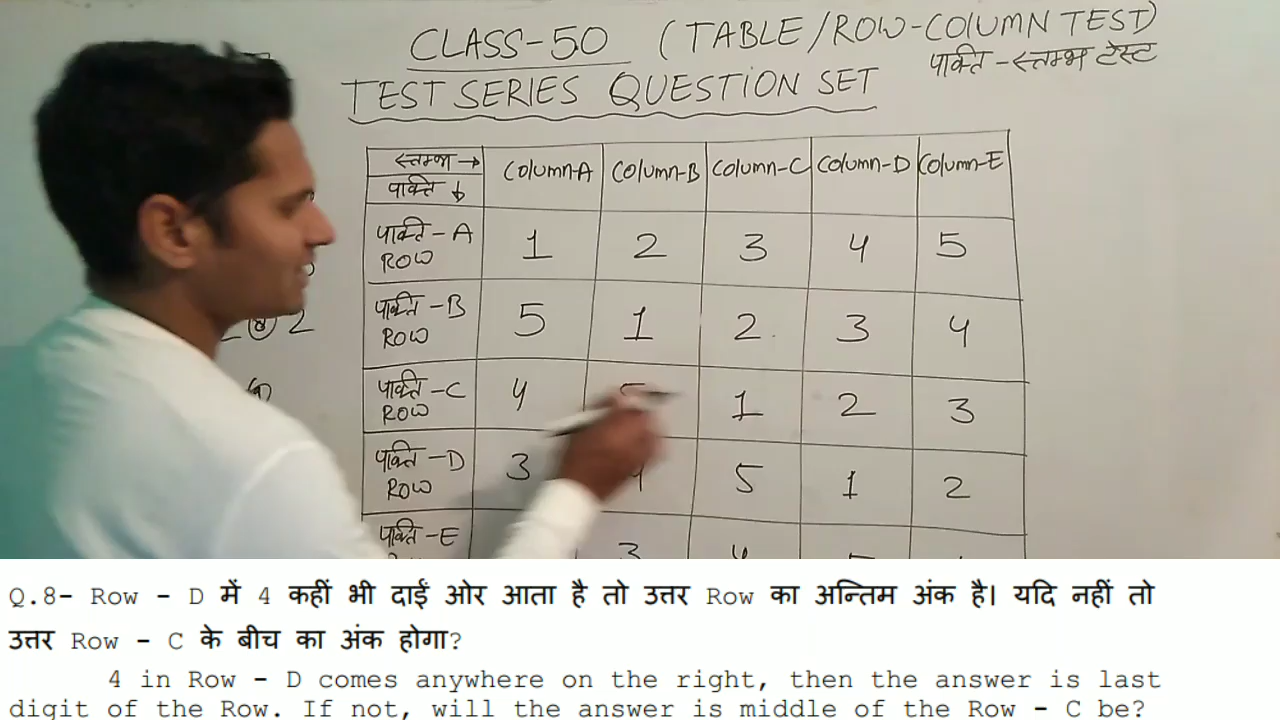 CLASS-50 (TABLE/ROW-COLUMN TEST)
पंक्ति-स्तम्भ टेस्ट
TEST SERIES QUESTION SET
स्तम्भ → Column-A Column-B Column-C Column-D Column-E
पंक्ति ↓
पंक्ति-A
ROW 1 2 3 4 5
पंक्ति-B
ROW 5 1 2 3 4
पंक्ति-C
ROW 4 5 1 2 3
पंक्ति-D
ROW 3 4 5 1 2
पंक्ति-E
3 4
Q.8- Row - D में 4 कहीं भी दाईं ओर आता है तो उत्तर Row का अन्तिम अंक है। यदि नहीं तो
उत्तर Row - C के बीच का अंक होगा?
4 in Row - D comes anywhere on the right, then the answer is last
digit of the Row. If not, will the answer is middle of the Row - C be?